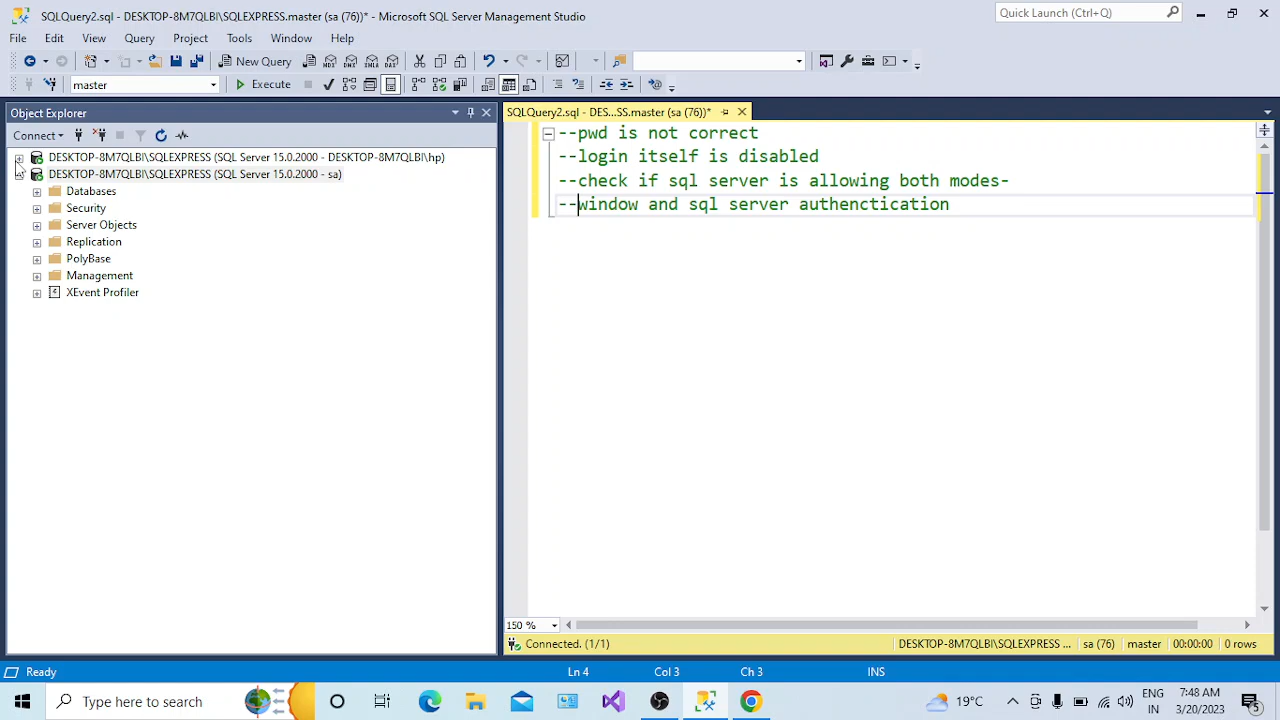 SQLQuery2.sql - DESKTOP-8M7QLBI\SQLEXPRESS.master (sa (76))* - Microsoft SQL Server Management Studio
Quick Launch (Ctrl+Q)
File Edit View Query Project Tools Window Help
New Query
master
Execute
Object Explorer
SQLQuery2.sql - DES...SS.master (sa (76))*
Connect
DESKTOP-8M7QLBI\SQLEXPRESS (SQL Server 15.0.2000 - DESKTOP-8M7QLBI\hp)
DESKTOP-8M7QLBI\SQLEXPRESS (SQL Server 15.0.2000 - sa)
Databases
Security
Server Objects
Replication
PolyBase
Management
XEvent Profiler
--pwd is not correct
--login itself is disabled
--check if sql server is allowing both modes-
--window and sql server authenctication
150 %
Connected. (1/1)
DESKTOP-8M7QLBI\SQLEXPRESS ...
sa (76)
master
00:00:00
0 rows
Ready
Ln 4
Col 3
Ch 3
INS
Type here to search
19°C
ENG
IN
7:48 AM
3/20/2023
5